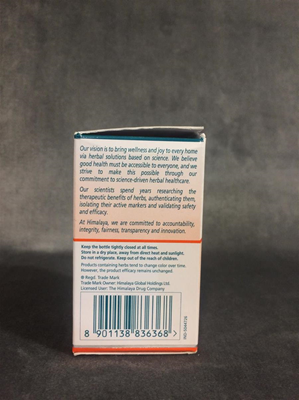 Our vision is to bring wellness and joy to every home
via herbal solutions based on science. We believe
good health must be accessible to everyone, and we
strive to make this possible through our
commitment to science-driven herbal healthcare.
Our scientists spend years researching the
therapeutic benefits of herbs, authenticating them,
isolating their active markers and validating safety
and efficacy.
At Himalaya, we are committed to accountability,
integrity, fairness, transparency and innovation.
Keep the bottle tightly closed at all times.
Store in a dry place, away from direct heat and sunlight.
Do not refrigerate. Keep out of the reach of children.
Products containing herbs tend to change color over time.
However, the product efficacy remains unchanged.
® Regd. Trade Mark
Trade Mark Owner: Himalaya Global Holdings Ltd.
Licensed User: The Himalaya Drug Company
8 901138 836368 >